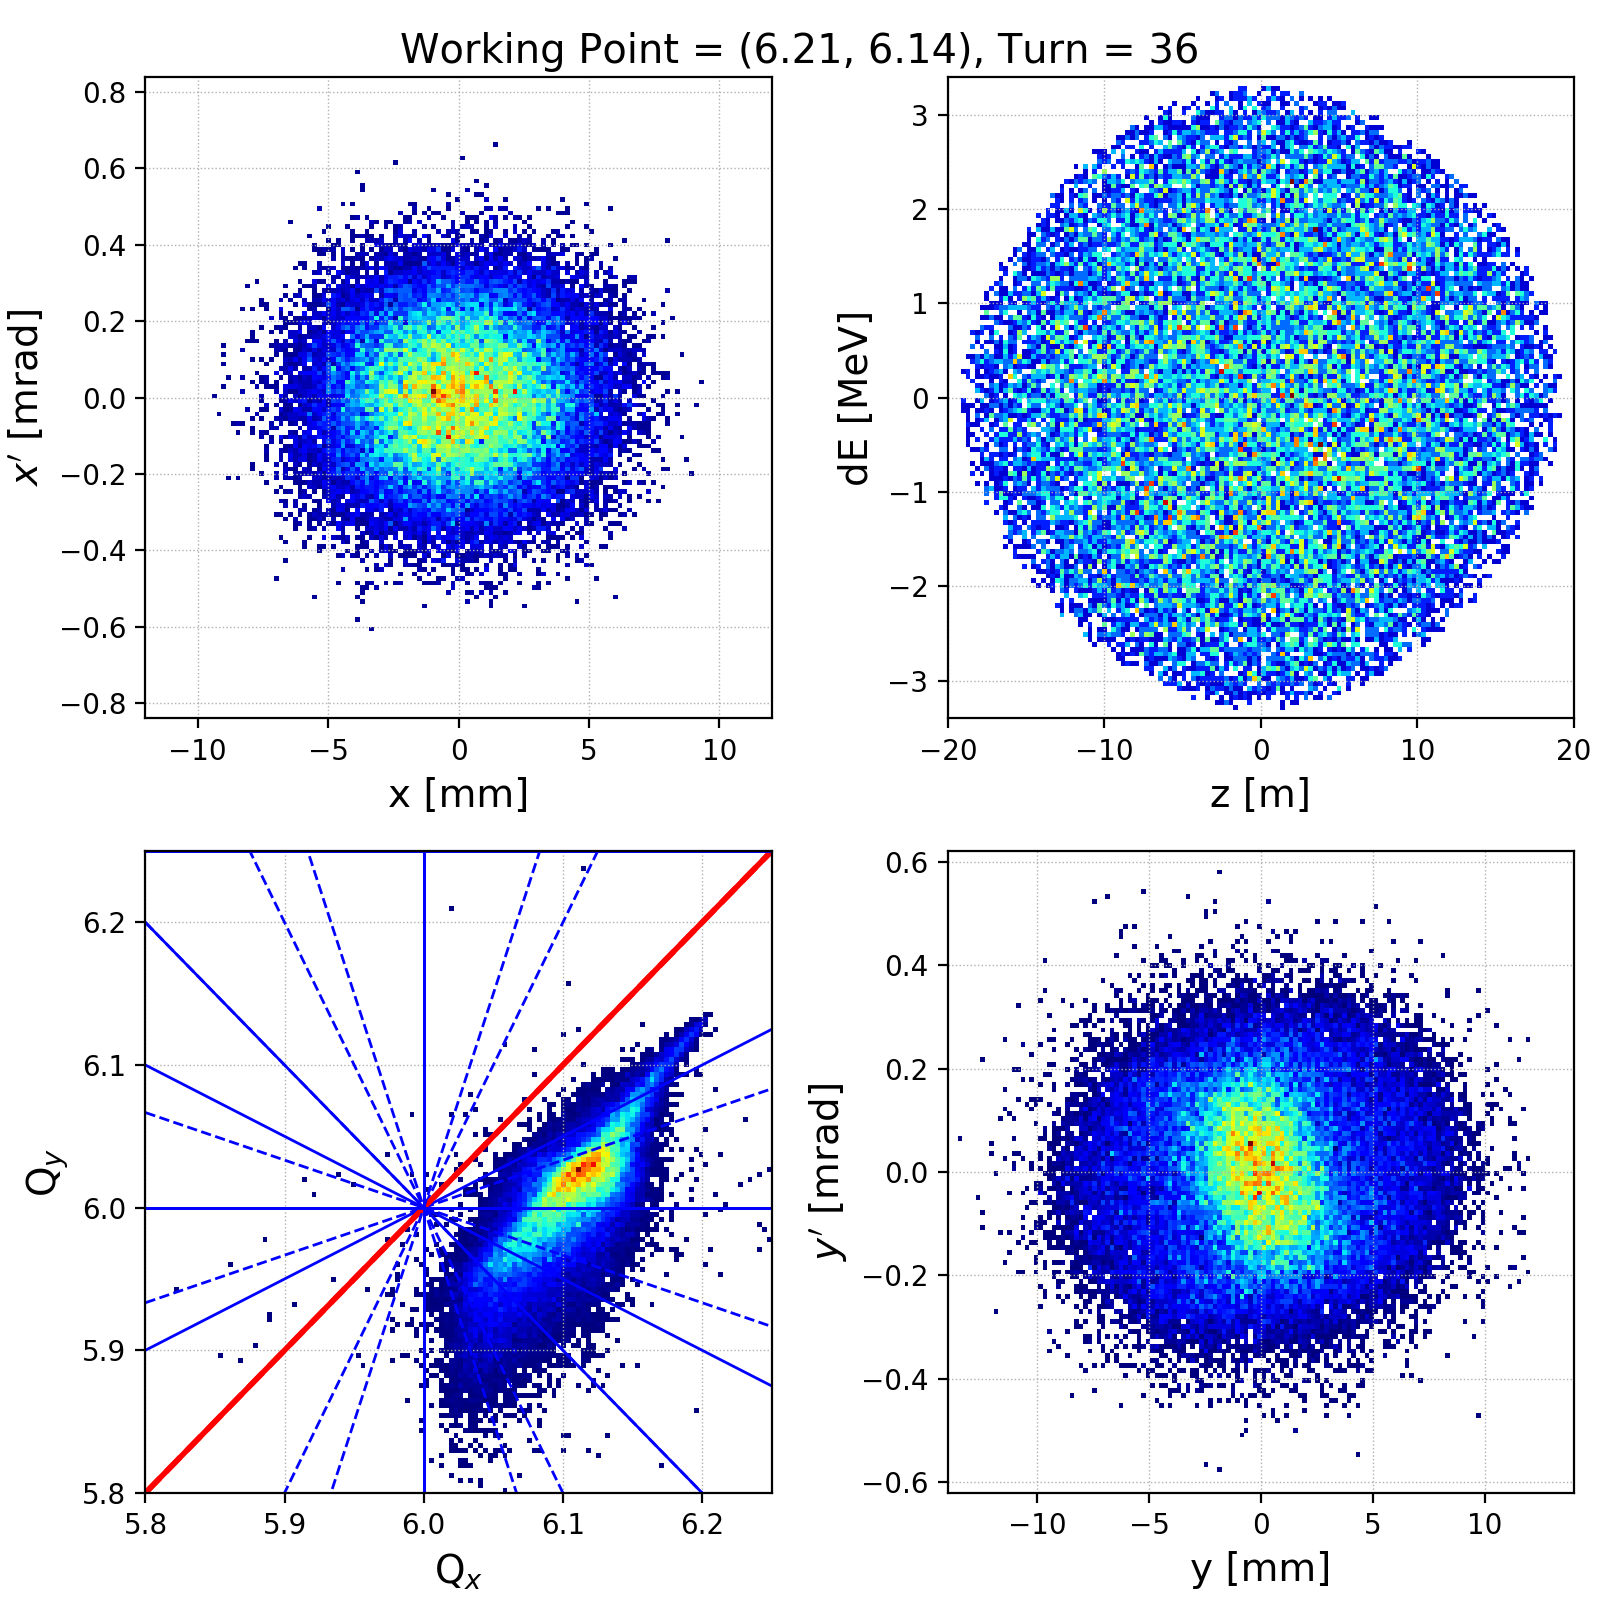 Working Point = (6.21, 6.14), Turn = 36
0.8
0.6
0.4
0.2
0.0
−0.2
−0.4
−0.6
−0.8
x′ [mrad]
−10 −5 0 5 10
x [mm]
3
2
1
0
−1
−2
−3
dE [MeV]
−20 −10 0 10 20
z [m]
6.2
6.1
6.0
5.9
5.8
Qy
5.8 5.9 6.0 6.1 6.2
Qx
0.6
0.4
0.2
0.0
−0.2
−0.4
−0.6
y′ [mrad]
−10 −5 0 5 10
y [mm]